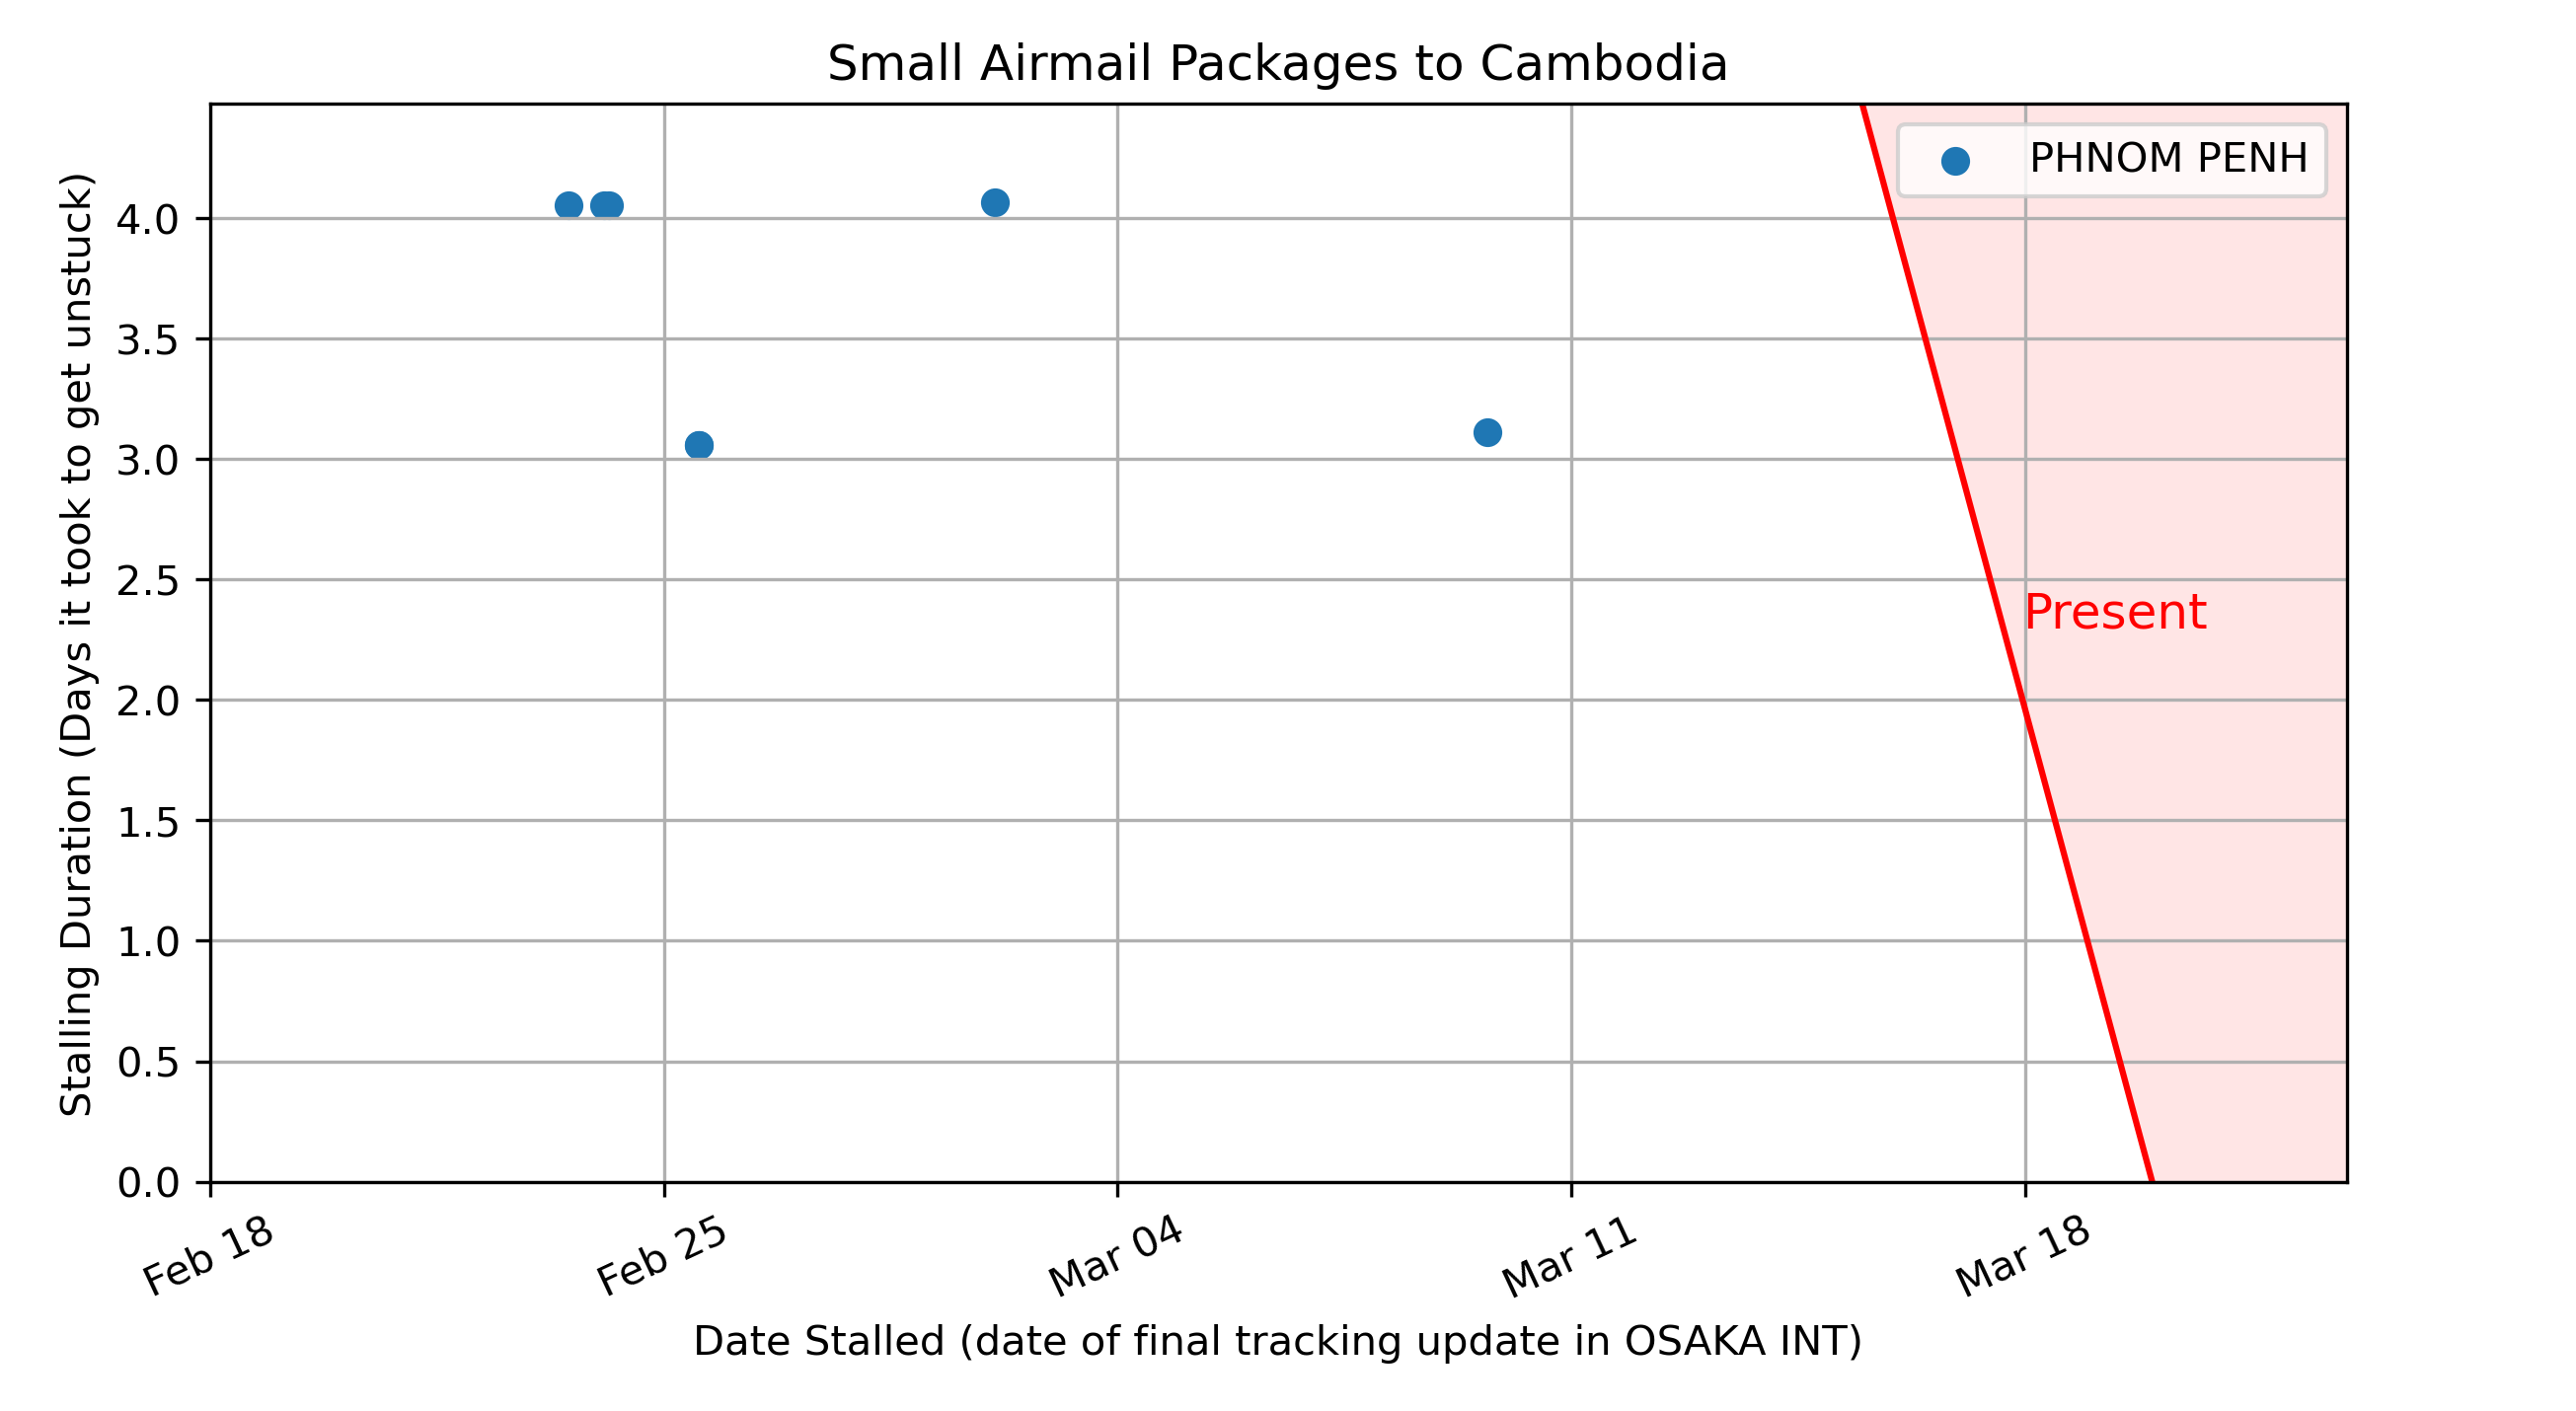 Small Airmail Packages to Cambodia
PHNOM PENH
Stalling Duration (Days it took to get unstuck)
4.0
3.5
3.0
2.5
2.0
1.5
1.0
0.5
0.0
Present
Feb 18
Feb 25
Mar 04
Mar 11
Mar 18
Date Stalled (date of final tracking update in OSAKA INT)